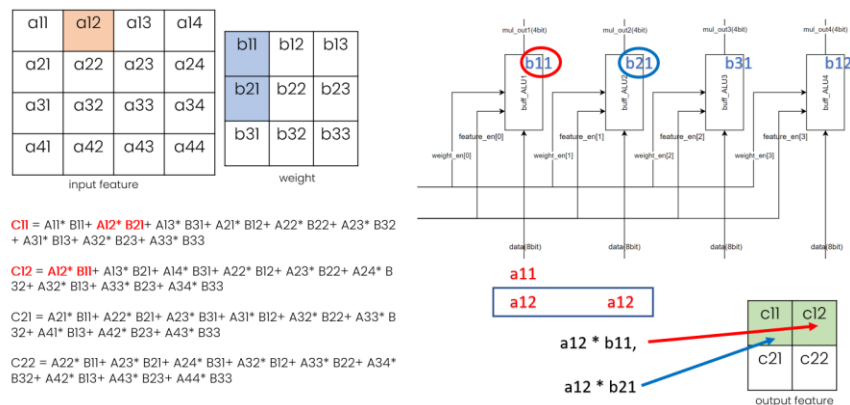 a11 a12 a13 a14
a21 a22 a23 a24
a31 a32 a33 a34
a41 a42 a43 a44
input feature
b11 b12 b13
b21 b22 b23
b31 b32 b33
weight
C11 = A11* B11+ A12* B21+ A13* B31+ A21* B12+ A22* B22+ A23* B32
+ A31* B13+ A32* B23+ A33* B33
C12 = A12* B11+ A13* B21+ A14* B31+ A22* B12+ A23* B22+ A24* B
32+ A32* B13+ A33* B23+ A34* B33
C21 = A21* B11+ A22* B21+ A23* B31+ A31* B12+ A32* B22+ A33* B
32+ A41* B13+ A42* B23+ A43* B33
C22 = A22* B11+ A23* B21+ A24* B31+ A32* B12+ A33* B22+ A34*
B32+ A42* B13+ A43* B23+ A44* B33
mul_out1(4bit) mul_out2(4bit) mul_out3(4bit) mul_out4(4bit)
b11 b21 b31 b12
buff_ALU1 buff_ALU2 buff_ALU3 buff_ALU4
feature_en[0] feature_en[1] feature_en[2] feature_en[3]
weight_en[0] weight_en[1] weight_en[2] weight_en[3]
data(8bit) data(8bit) data(8bit) data(8bit)
a11
a12 a12
a12 * b11,
a12 * b21
c11 c12
c21 c22
output feature